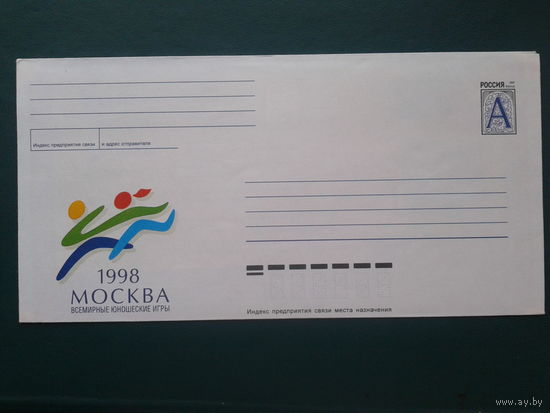 РОССИЯ
А
Индекс предприятия связи и адрес отправителя
1998
МОСКВА
ВСЕМИРНЫЕ ЮНОШЕСКИЕ ИГРЫ
Индекс предприятия связи места назначения
© www.ay.by